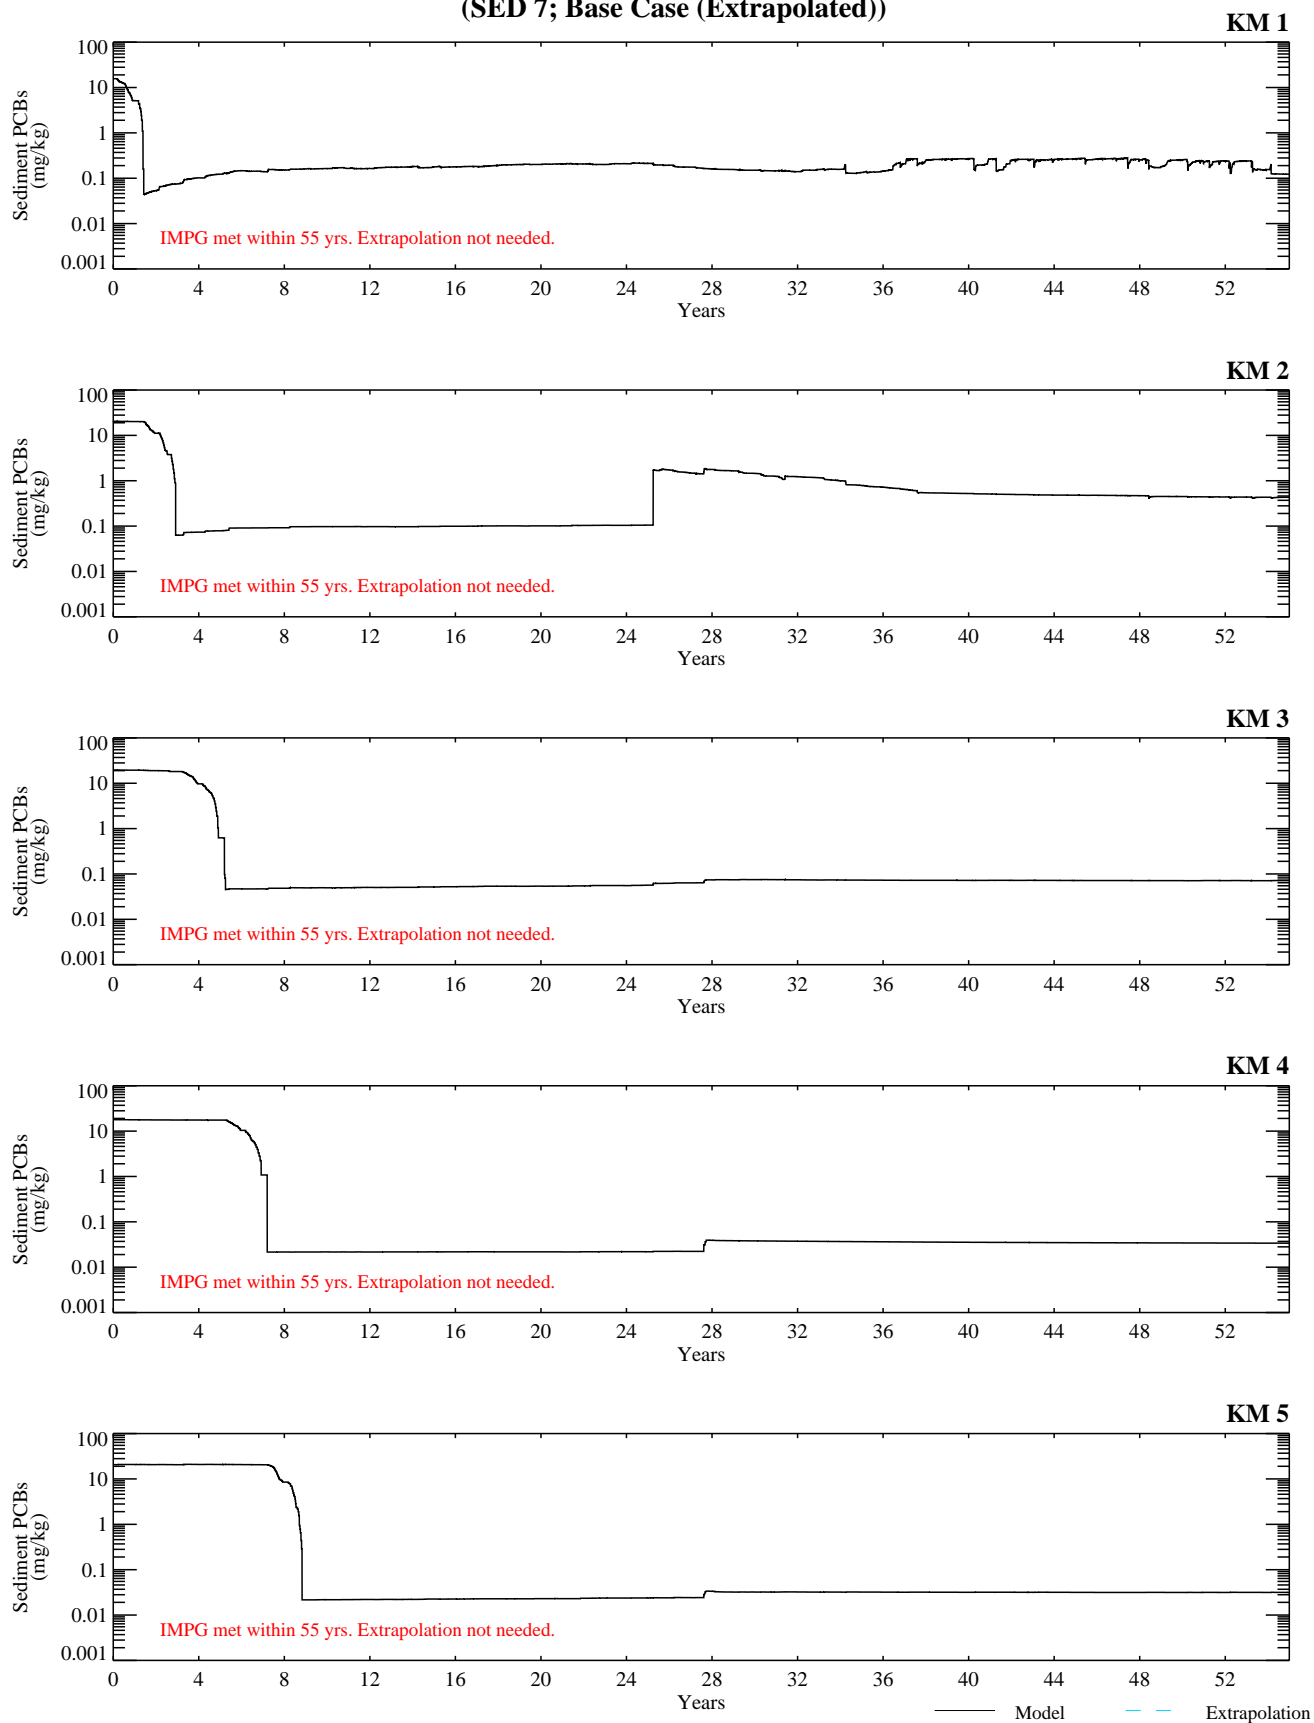 (SED 7; Base Case (Extrapolated))
KM 1
Sediment PCBs
(mg/kg)
100
10
1
0.1
0.01
0.001
IMPG met within 55 yrs. Extrapolation not needed.
0 4 8 12 16 20 24 28 32 36 40 44 48 52
Years
KM 2
Sediment PCBs
(mg/kg)
100
10
1
0.1
0.01
0.001
IMPG met within 55 yrs. Extrapolation not needed.
0 4 8 12 16 20 24 28 32 36 40 44 48 52
Years
KM 3
Sediment PCBs
(mg/kg)
100
10
1
0.1
0.01
0.001
IMPG met within 55 yrs. Extrapolation not needed.
0 4 8 12 16 20 24 28 32 36 40 44 48 52
Years
KM 4
Sediment PCBs
(mg/kg)
100
10
1
0.1
0.01
0.001
IMPG met within 55 yrs. Extrapolation not needed.
0 4 8 12 16 20 24 28 32 36 40 44 48 52
Years
KM 5
Sediment PCBs
(mg/kg)
100
10
1
0.1
0.01
0.001
IMPG met within 55 yrs. Extrapolation not needed.
0 4 8 12 16 20 24 28 32 36 40 44 48 52
Years
Model Extrapolation